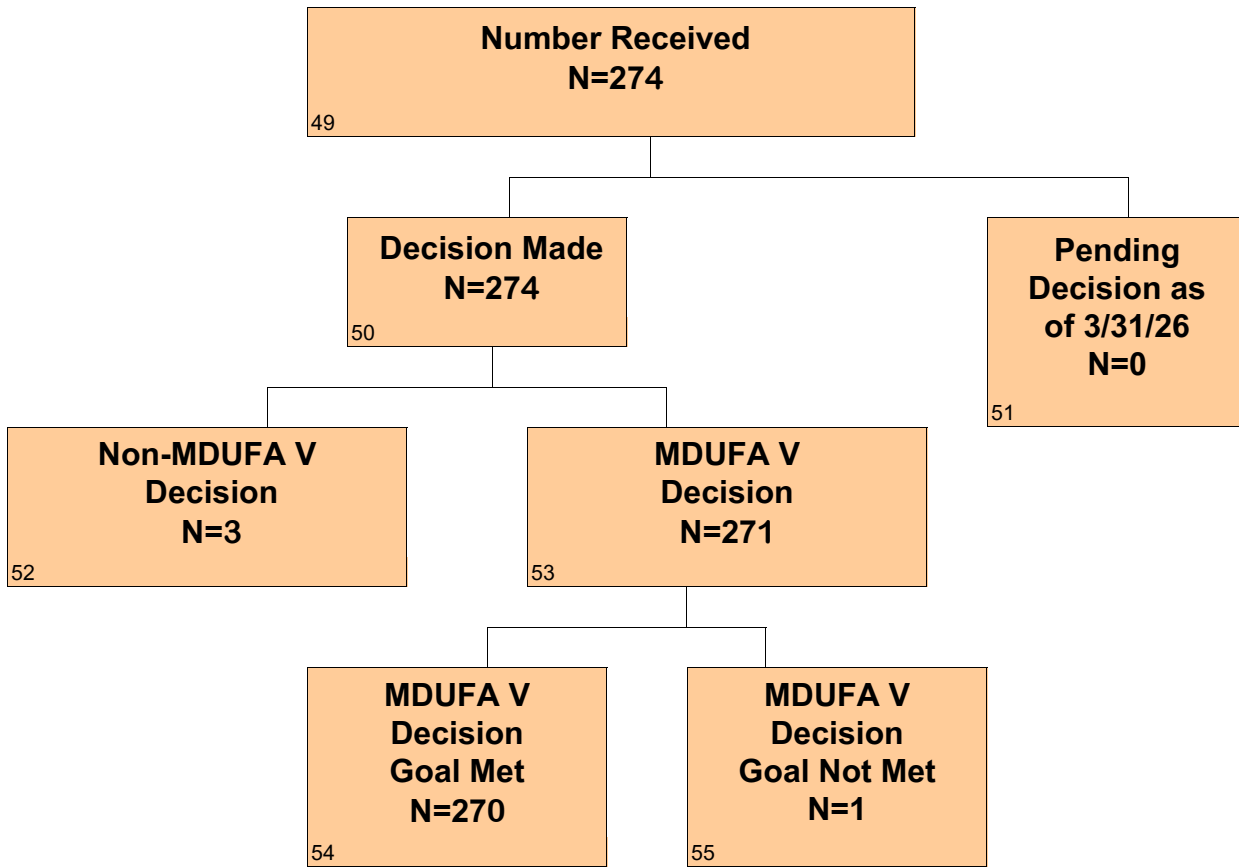 Number Received
N=274
49
Decision Made
N=274
50
Pending
Decision as
of 3/31/26
N=0
51
Non-MDUFA V
Decision
N=3
52
MDUFA V
Decision
N=271
53
MDUFA V
Decision
Goal Met
N=270
54
MDUFA V
Decision
Goal Not Met
N=1
55